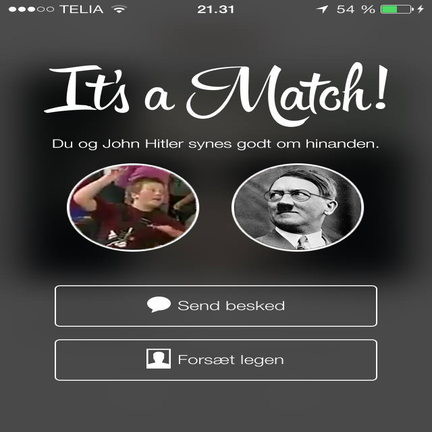 TELIA 21.31 54 %
It's a Match!
Du og John Hitler synes godt om hinanden.
Send besked
Forsæt legen